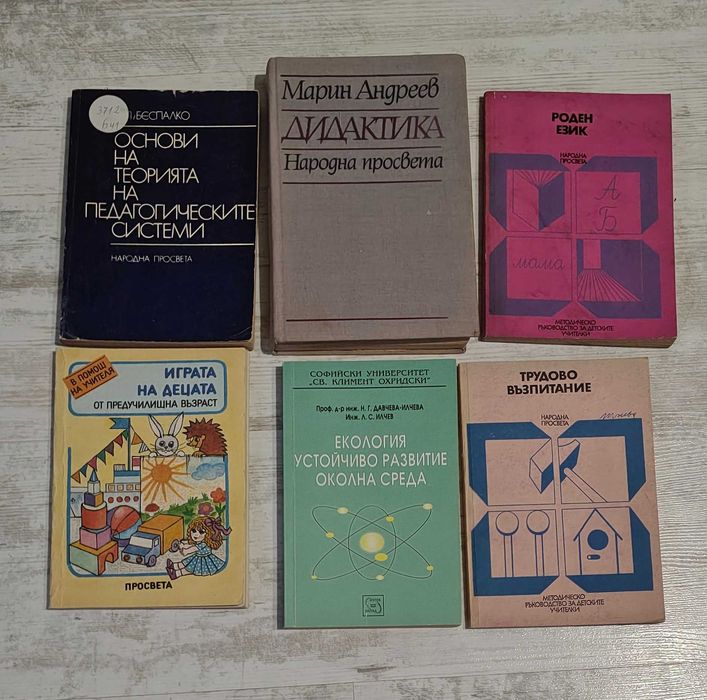 3712
БЕСПАЛКО
ОСНОВИ
НА
ТЕОРИЯТА
НА
ПЕДАГОГИЧЕСКИТЕ
СИСТЕМИ
НАРОДНА ПРОСВЕТА
Марин Андреев
ДИДАКТИКА
Народна просвета
РОДЕН
ЕЗИК
НАРОДНА
ПРОСВЕТА
А
Б
мама
МЕТОДИЧЕСКО
РЪКОВОДСТВО ЗА ДЕТСКИТЕ
УЧИТЕЛКИ
В ПОМОЩ
НА УЧИТЕЛЯ
ИГРАТА
НА ДЕЦАТА
ОТ ПРЕДУЧИЛИЩНА ВЪЗРАСТ
ПРОСВЕТА
СОФИЙСКИ УНИВЕРСИТЕТ
„СВ. КЛИМЕНТ ОХРИДСКИ"
Проф. д-р инж. Н. Г. ДАВЧЕВА-ИЛЧЕВА
Инж. Л. С. ИЛЧЕВ
ЕКОЛОГИЯ
УСТОЙЧИВО РАЗВИТИЕ
ОКОЛНА СРЕДА
ТРУДОВО
ВЪЗПИТАНИЕ
НАРОДНА
ПРОСВЕТА
МЕТОДИЧЕСКО
РЪКОВОДСТВО ЗА ДЕТСКИТЕ
УЧИТЕЛКИ